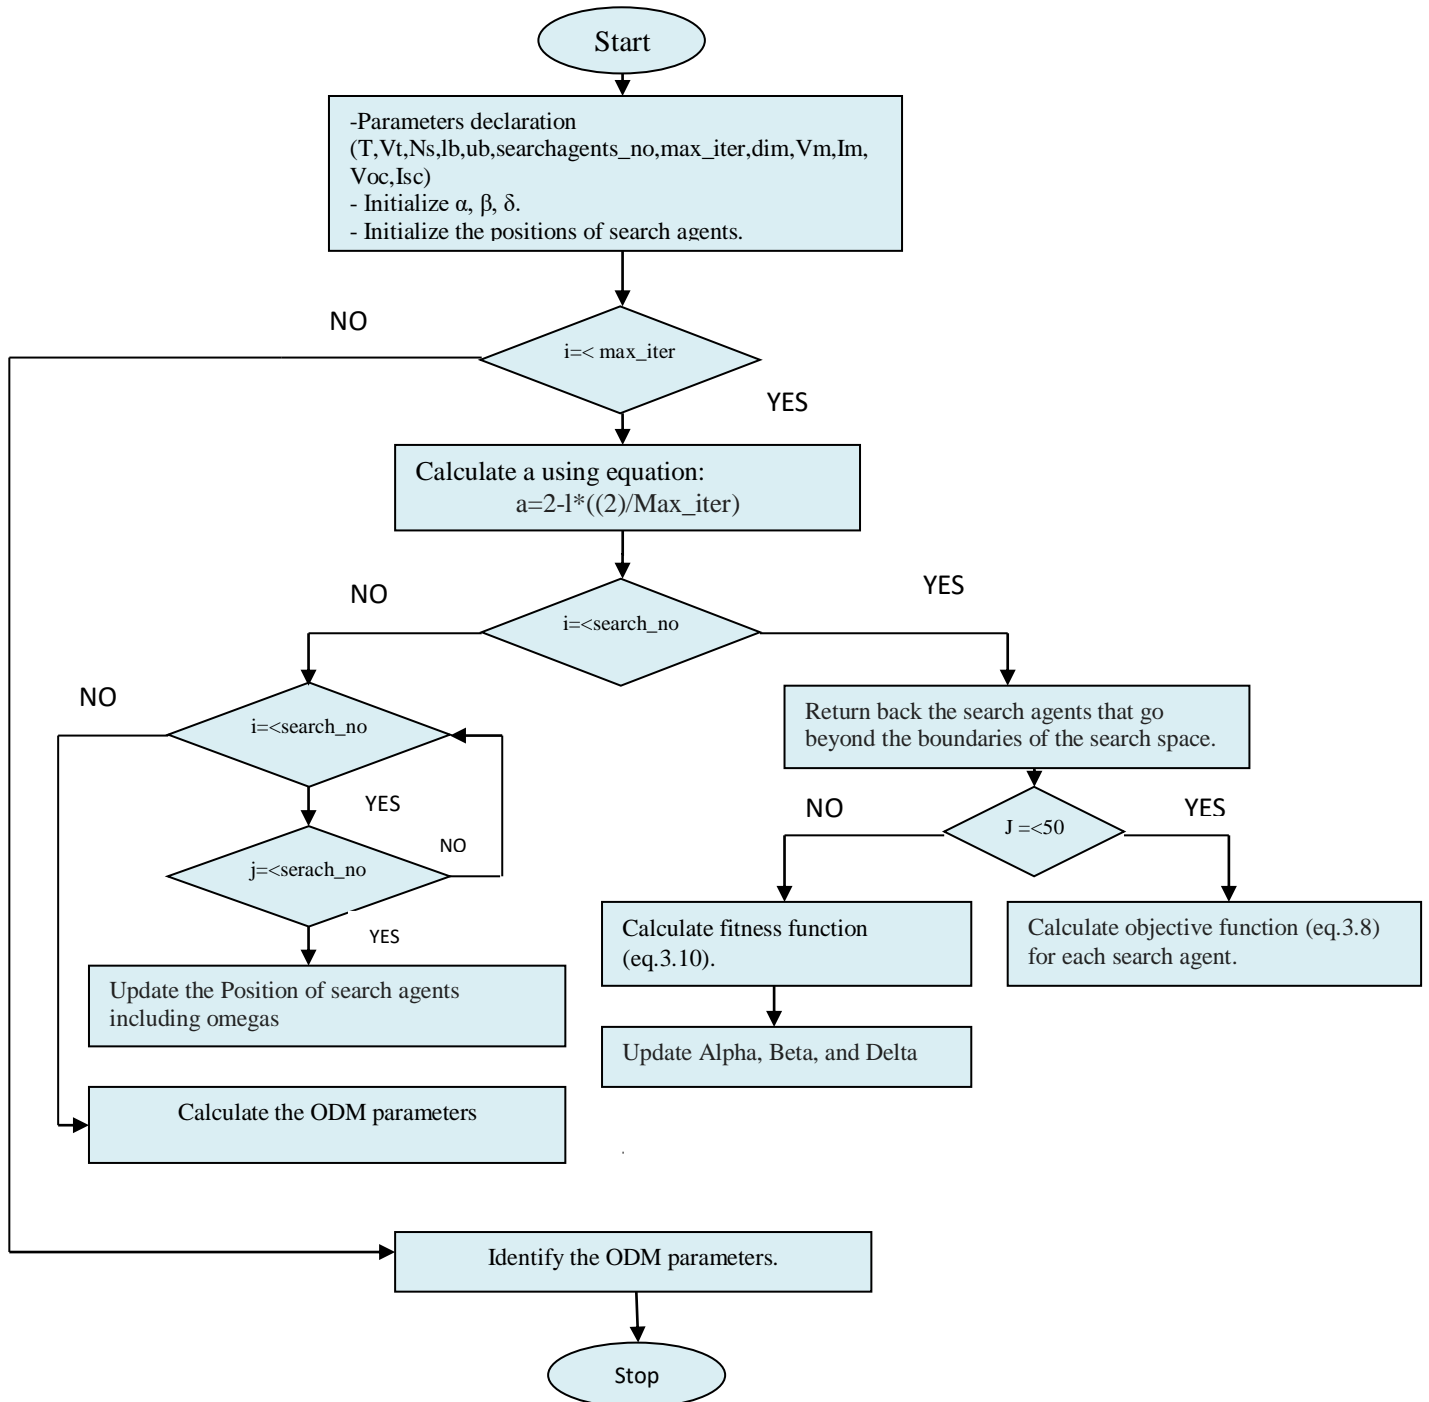 Start
-Parameters declaration
(T,Vt,Ns,lb,ub,searchagents_no,max_iter,dim,Vm,Im,
Voc,Isc)
- Initialize α, β, δ.
- Initialize the positions of search agents.
NO
i=< max_iter
YES
Calculate a using equation:
a=2-l*((2)/Max_iter)
NO
i=<search_no
YES
NO
i=<search_no
YES
j=<serach_no
NO
YES
Update the Position of search agents
including omegas
Calculate the ODM parameters
Return back the search agents that go
beyond the boundaries of the search space.
NO
J =<50
YES
Calculate fitness function
(eq.3.10).
Calculate objective function (eq.3.8)
for each search agent.
Update Alpha, Beta, and Delta
Identify the ODM parameters.
Stop